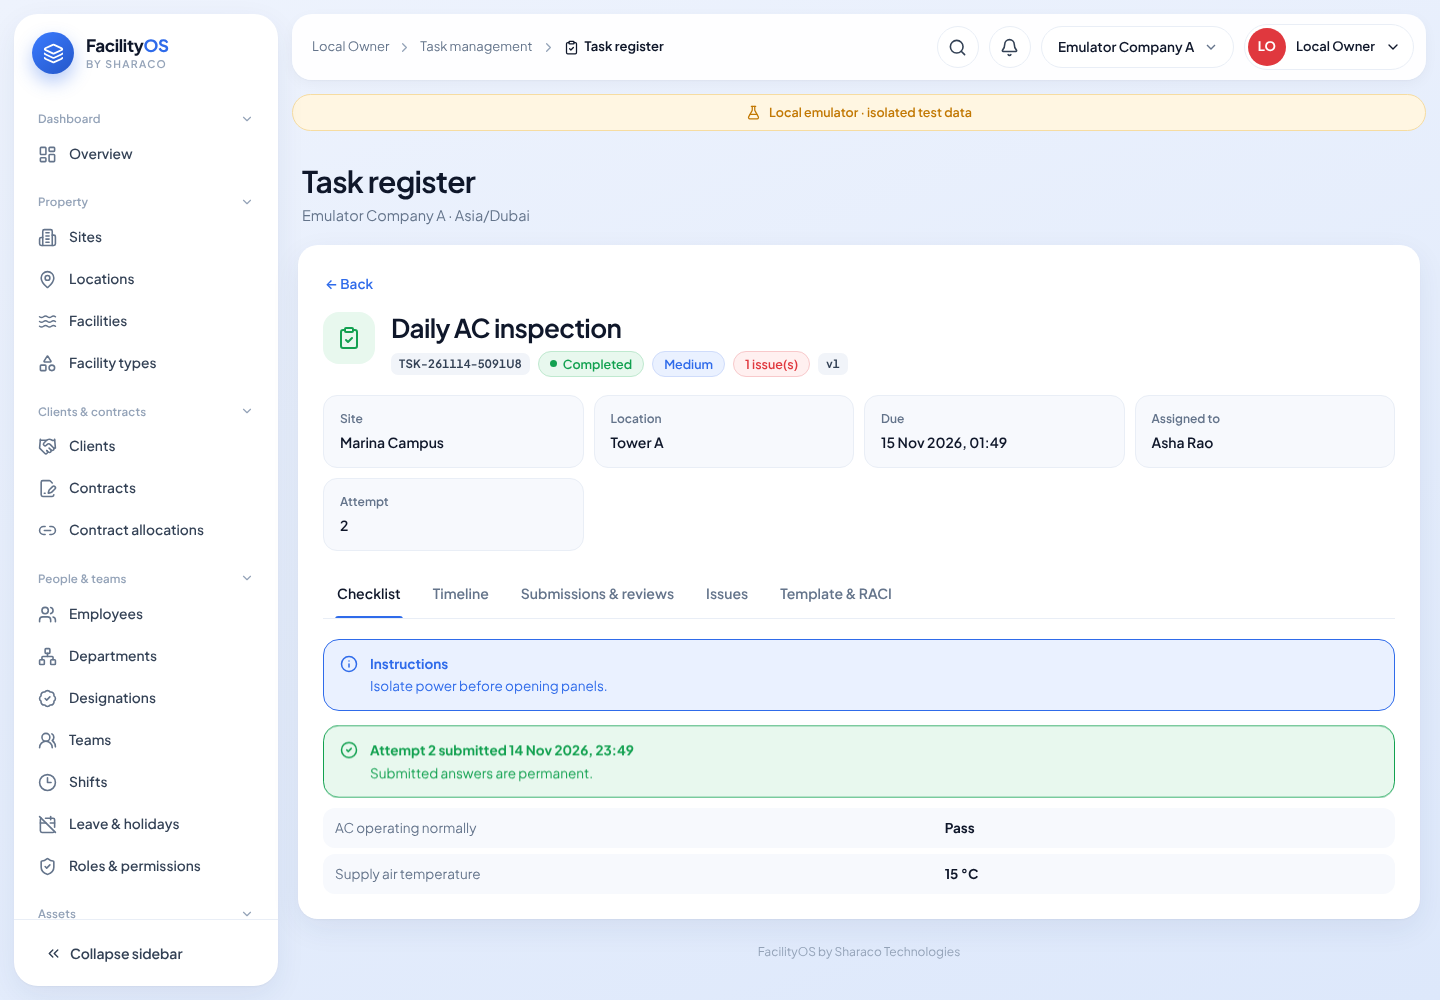 FacilityOS
BY SHARACO
Dashboard
Overview
Property
Sites
Locations
Facilities
Facility types
Clients & contracts
Clients
Contracts
Contract allocations
People & teams
Employees
Departments
Designations
Teams
Shifts
Leave & holidays
Roles & permissions
Assets
Collapse sidebar
Local Owner
Task management
Task register
Emulator Company A
LO
Local Owner
Local emulator · isolated test data
Task register
Emulator Company A · Asia/Dubai
Back
Daily AC inspection
TSK-261114-5091U8
Completed
Medium
1 issue(s)
v1
Site
Marina Campus
Location
Tower A
Due
15 Nov 2026, 01:49
Assigned to
Asha Rao
Attempt
2
Checklist
Timeline
Submissions & reviews
Issues
Template & RACI
Instructions
Isolate power before opening panels.
Attempt 2 submitted 14 Nov 2026, 23:49
Submitted answers are permanent.
AC operating normally
Pass
Supply air temperature
15 °C
FacilityOS by Sharaco Technologies